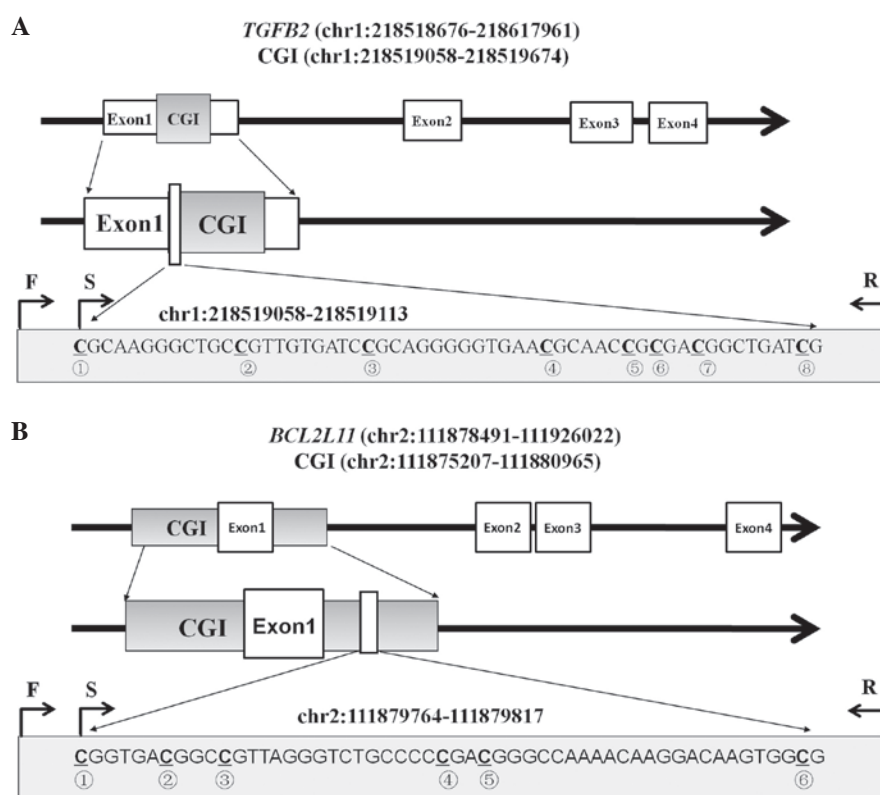 A
TGFB2 (chr1:218518676-218617961)
CGI (chr1:218519058-218519674)
Exon1 CGI Exon2 Exon3 Exon4
Exon1 CGI
F S R
chr1:218519058-218519113
CGCAAGGGCTGCCGTTGTGATCCGCAGGGGGTGAACGCAACCGCGACGGCTGATCG
① ② ③ ④ ⑤ ⑥ ⑦ ⑧
B
BCL2L11 (chr2:111878491-111926022)
CGI (chr2:111875207-111880965)
CGI Exon1 Exon2 Exon3 Exon4
CGI Exon1
F S R
chr2:111879764-111879817
CGGTGACGGCCGTTAGGGTCTGCCCCCGACGGGCCAAAACAAGGACAAGTGGCG
① ② ③ ④ ⑤ ⑥